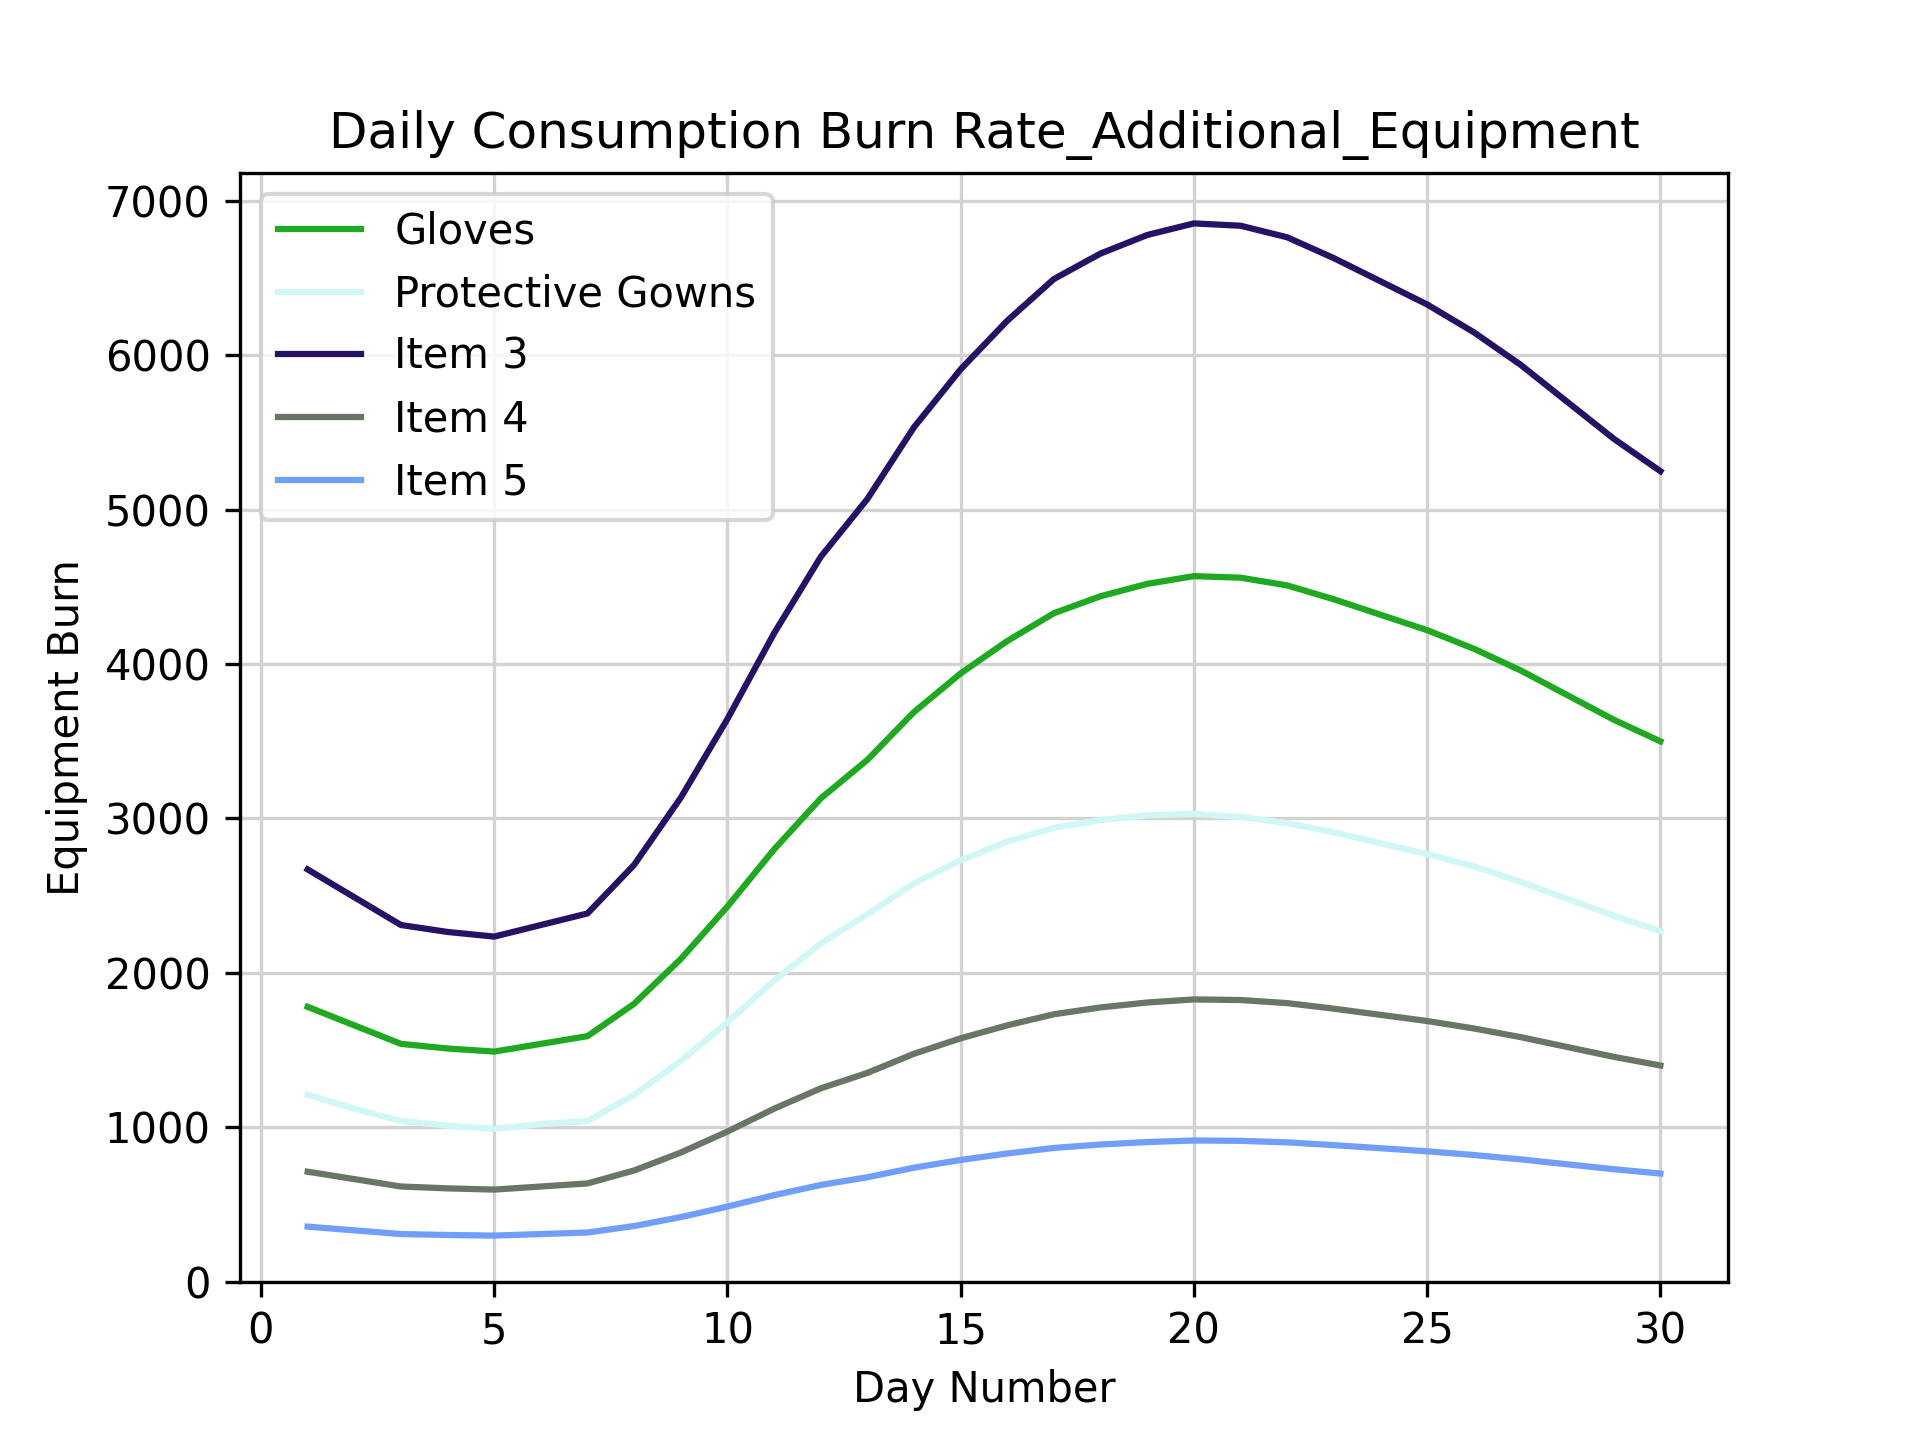 Daily Consumption Burn Rate_Additional_Equipment
7000
6000
5000
4000
3000
2000
1000
0
Equipment Burn
Gloves
Protective Gowns
Item 3
Item 4
Item 5
0 5 10 15 20 25 30
Day Number